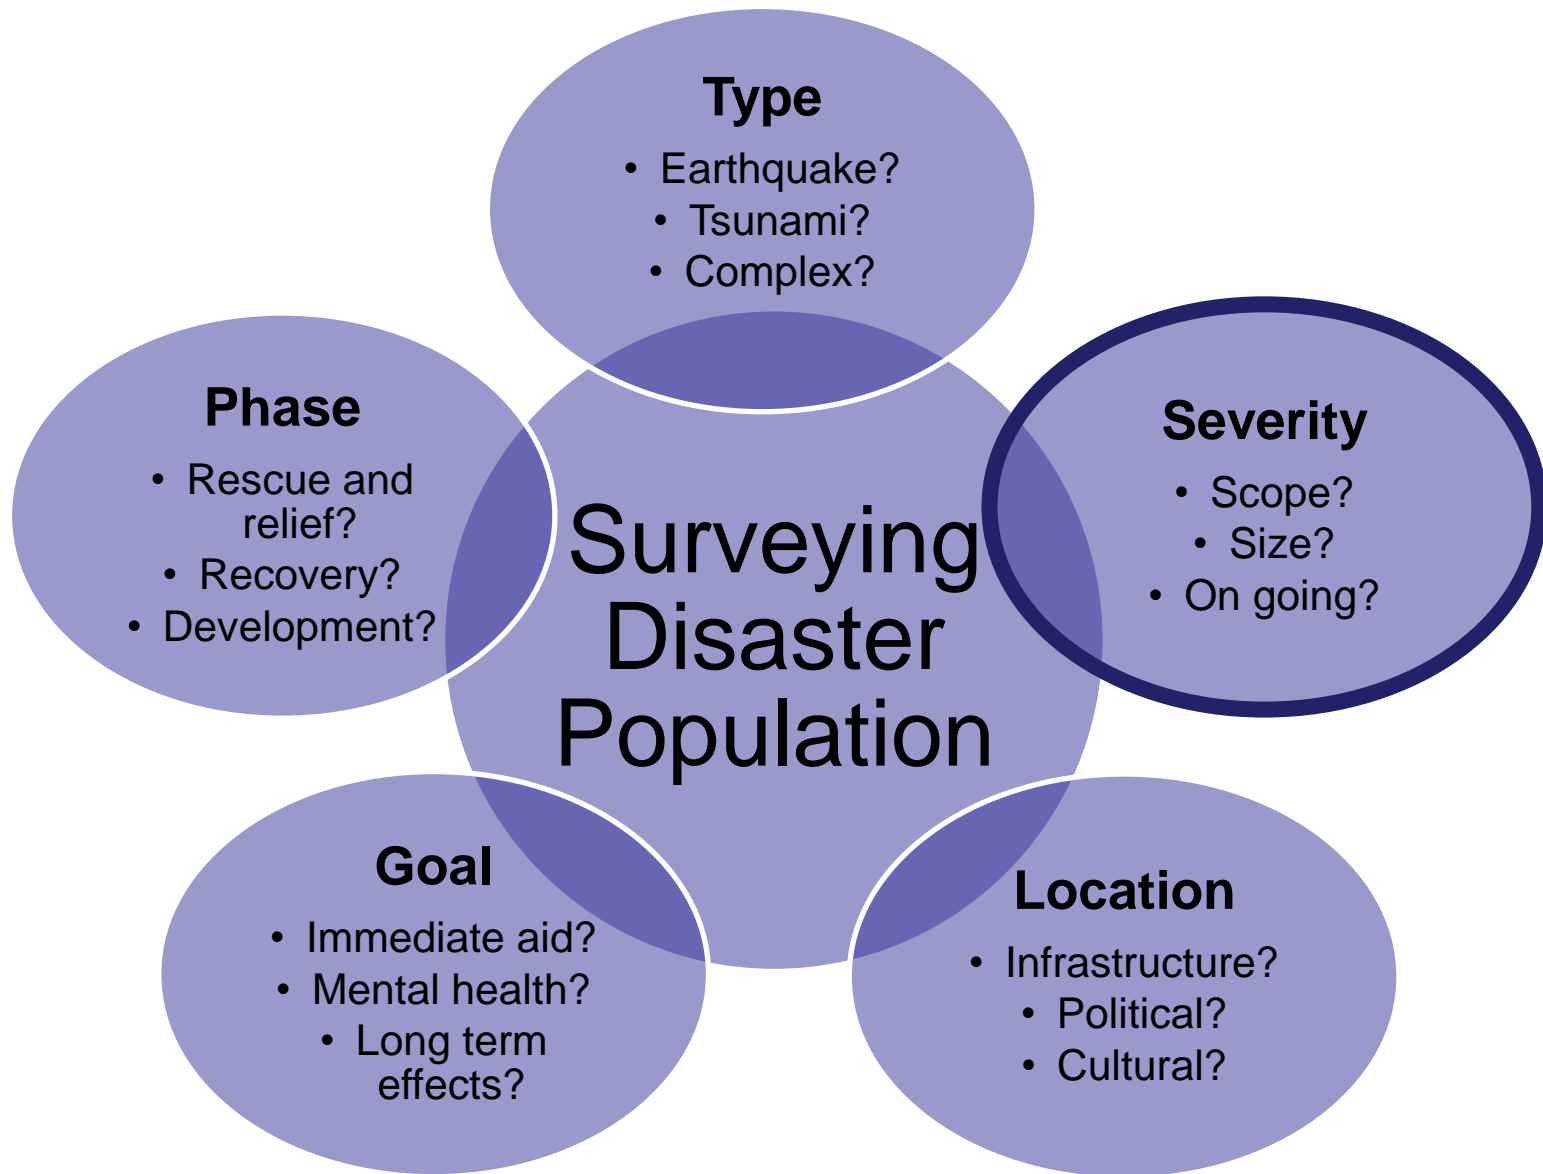 Type
• Earthquake?
• Tsunami?
• Complex?
Severity
• Scope?
• Size?
• On going?
Location
• Infrastructure?
• Political?
• Cultural?
Goal
• Immediate aid?
• Mental health?
• Long term
effects?
Phase
• Rescue and
relief?
• Recovery?
• Development?
Surveying
Disaster
Population